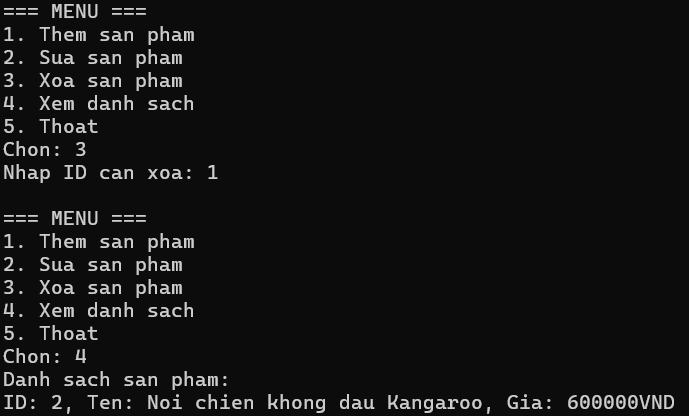 === MENU ===
1. Them san pham
2. Sua san pham
3. Xoa san pham
4. Xem danh sach
5. Thoat
Chon: 3
Nhap ID can xoa: 1

=== MENU ===
1. Them san pham
2. Sua san pham
3. Xoa san pham
4. Xem danh sach
5. Thoat
Chon: 4
Danh sach san pham:
ID: 2, Ten: Noi chien khong dau Kangaroo, Gia: 600000VND